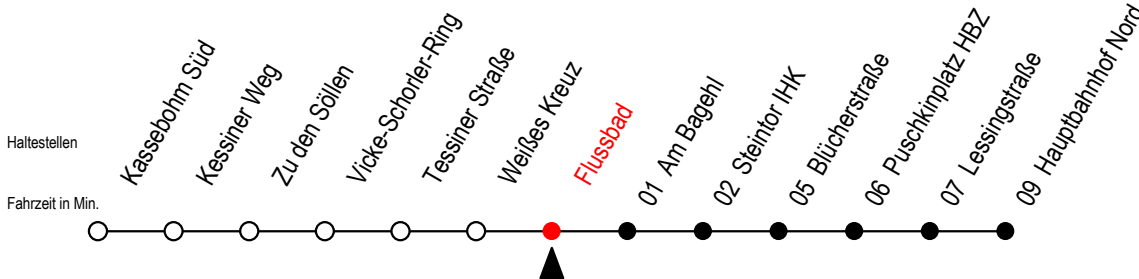 Haltestellen
Fahrzeit in Min.
Kassebohm Süd
Kessiner Weg
Zu den Söllen
Vicke-Schorler-Ring
Tessiner Straße
Weißes Kreuz
Flussbad
01 Am Bagehl
02 Steintor IHK
05 Blücherstraße
06 Puschkinplatz HBZ
07 Lessingstraße
09 Hauptbahnhof Nord